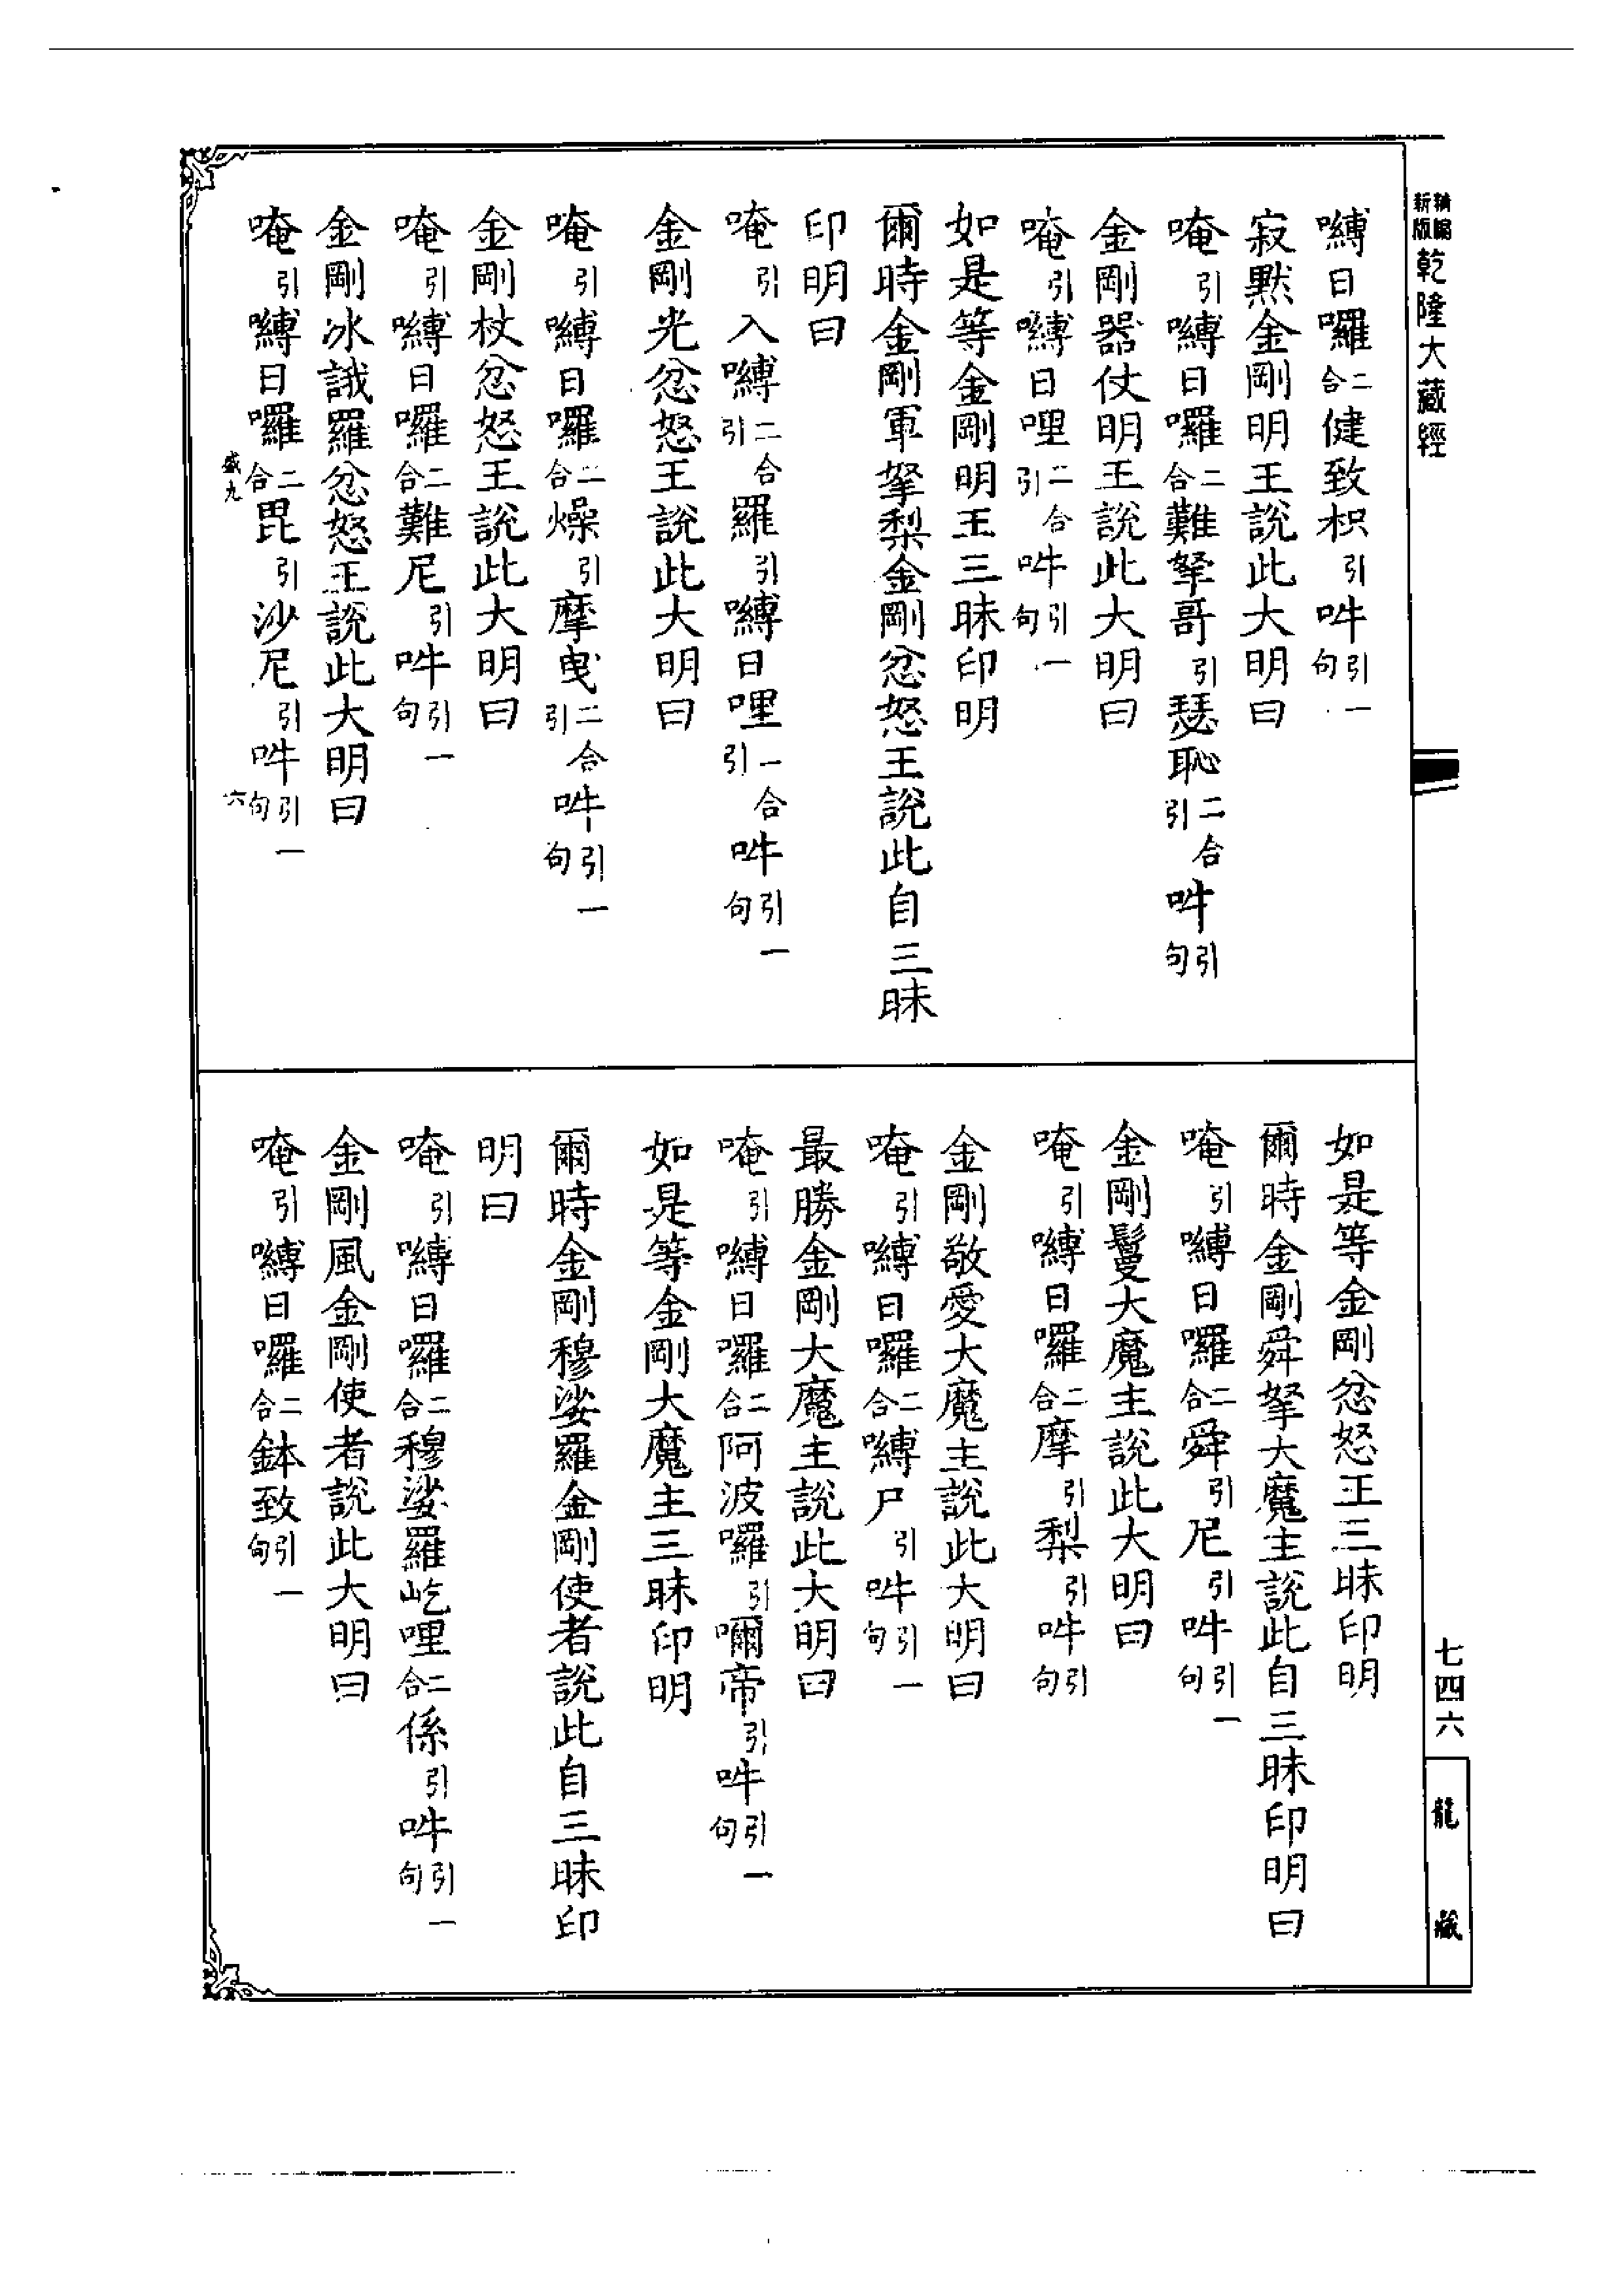 新編縮版乾隆大藏經
嚩日囉二合健致枳引吽引一句
寂默金剛明王說此大明曰
唵引嚩日囉二合難拏哥引瑟恥二合引吽引句
金剛器仗明王說此大明曰
唵引嚩日哩二合引吽引一句
如是等金剛明王三昧印明
爾時金剛軍拏梨金剛忿怒王說此自三昧
印明曰
唵引入嚩二合引羅引嚩日哩一合引吽引一句
金剛光忿怒王說此大明曰
唵引嚩日囉二合燥引摩曳二合引吽引一句
金剛杖忿怒王說此大明曰
唵引嚩日囉二合難尼引吽引一句
金剛冰誐羅忿怒王說此大明曰
唵引嚩日囉二合毘引沙尼引吽引一句
盛九 六
如是等金剛忿怒王三昧印明
爾時金剛舜拏大魔主說此自三昧印明曰
唵引嚩日囉二合舜引尼引吽引一句
金剛鬘大魔主說此大明曰
唵引嚩日囉二合摩引梨引吽引句
金剛敬愛大魔主說此大明曰
唵引嚩日囉二合嚩尸引吽引一句
最勝金剛大魔主說此大明曰
唵引嚩日囉二合阿波囉引嚩帝引吽引一句
如是等金剛大魔主三昧印明
爾時金剛穆娑羅金剛使者說此自三昧印
明曰
唵引嚩日囉二合穆娑羅屹哩二合係引吽引一句
金剛風金剛使者說此大明曰
唵引嚩日囉二合鉢致引一句
七四六
龍藏